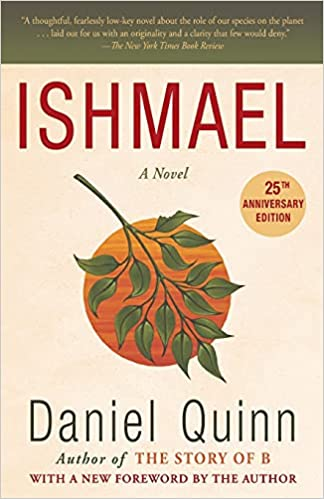 "A thoughtful, fearlessly low-key novel about the role of our species on the planet
. . . laid out for us with an originality and a clarity that few would deny."
—The New York Times Book Review
ISHMAEL
A Novel
25TH
ANNIVERSARY
EDITION
Daniel Quinn
Author of THE STORY OF B
WITH A NEW FOREWORD BY THE AUTHOR